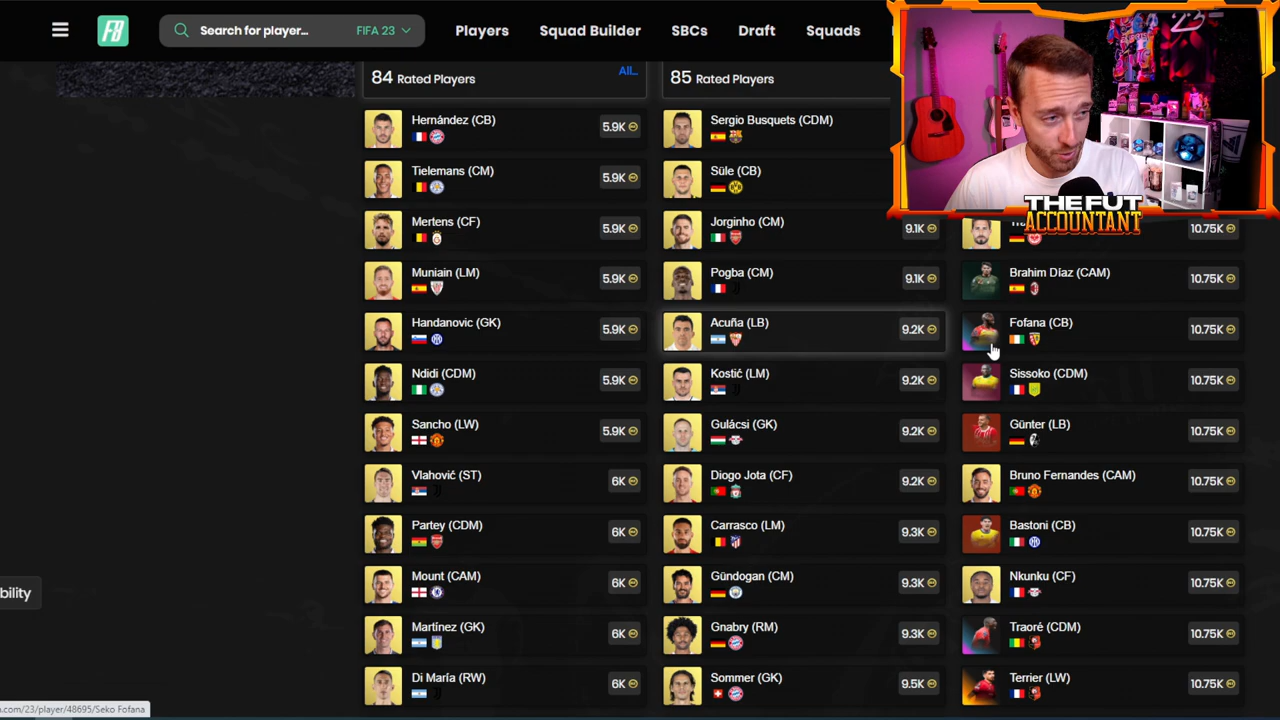 FB
Search for player...
FIFA 23
Players
Squad Builder
SBCs
Draft
Squads
THE FUT
ACCOUNTANT
84 Rated Players
All...
Hernández (CB)
5.9K
Tielemans (CM)
5.9K
Mertens (CF)
5.9K
Muniain (LM)
5.9K
Handanovic (GK)
5.9K
Ndidi (CDM)
5.9K
Sancho (LW)
5.9K
Vlahović (ST)
6K
Partey (CDM)
6K
Mount (CAM)
6K
Martínez (GK)
6K
Di María (RW)
6K
85 Rated Players
Sergio Busquets (CDM)
Süle (CB)
Jorginho (CM)
9.1K
Pogba (CM)
9.1K
Acuña (LB)
9.2K
Kostić (LM)
9.2K
Gulácsi (GK)
9.2K
Diogo Jota (CF)
9.2K
Carrasco (LM)
9.3K
Gündogan (CM)
9.3K
Gnabry (RM)
9.3K
Sommer (GK)
9.5K
10.75K
Brahim Díaz (CAM)
10.75K
Fofana (CB)
10.75K
Sissoko (CDM)
10.75K
Günter (LB)
10.75K
Bruno Fernandes (CAM)
10.75K
Bastoni (CB)
10.75K
Nkunku (CF)
10.75K
Traoré (CDM)
10.75K
Terrier (LW)
10.75K
bility
o.com/23/player/48695/Seko Fofana